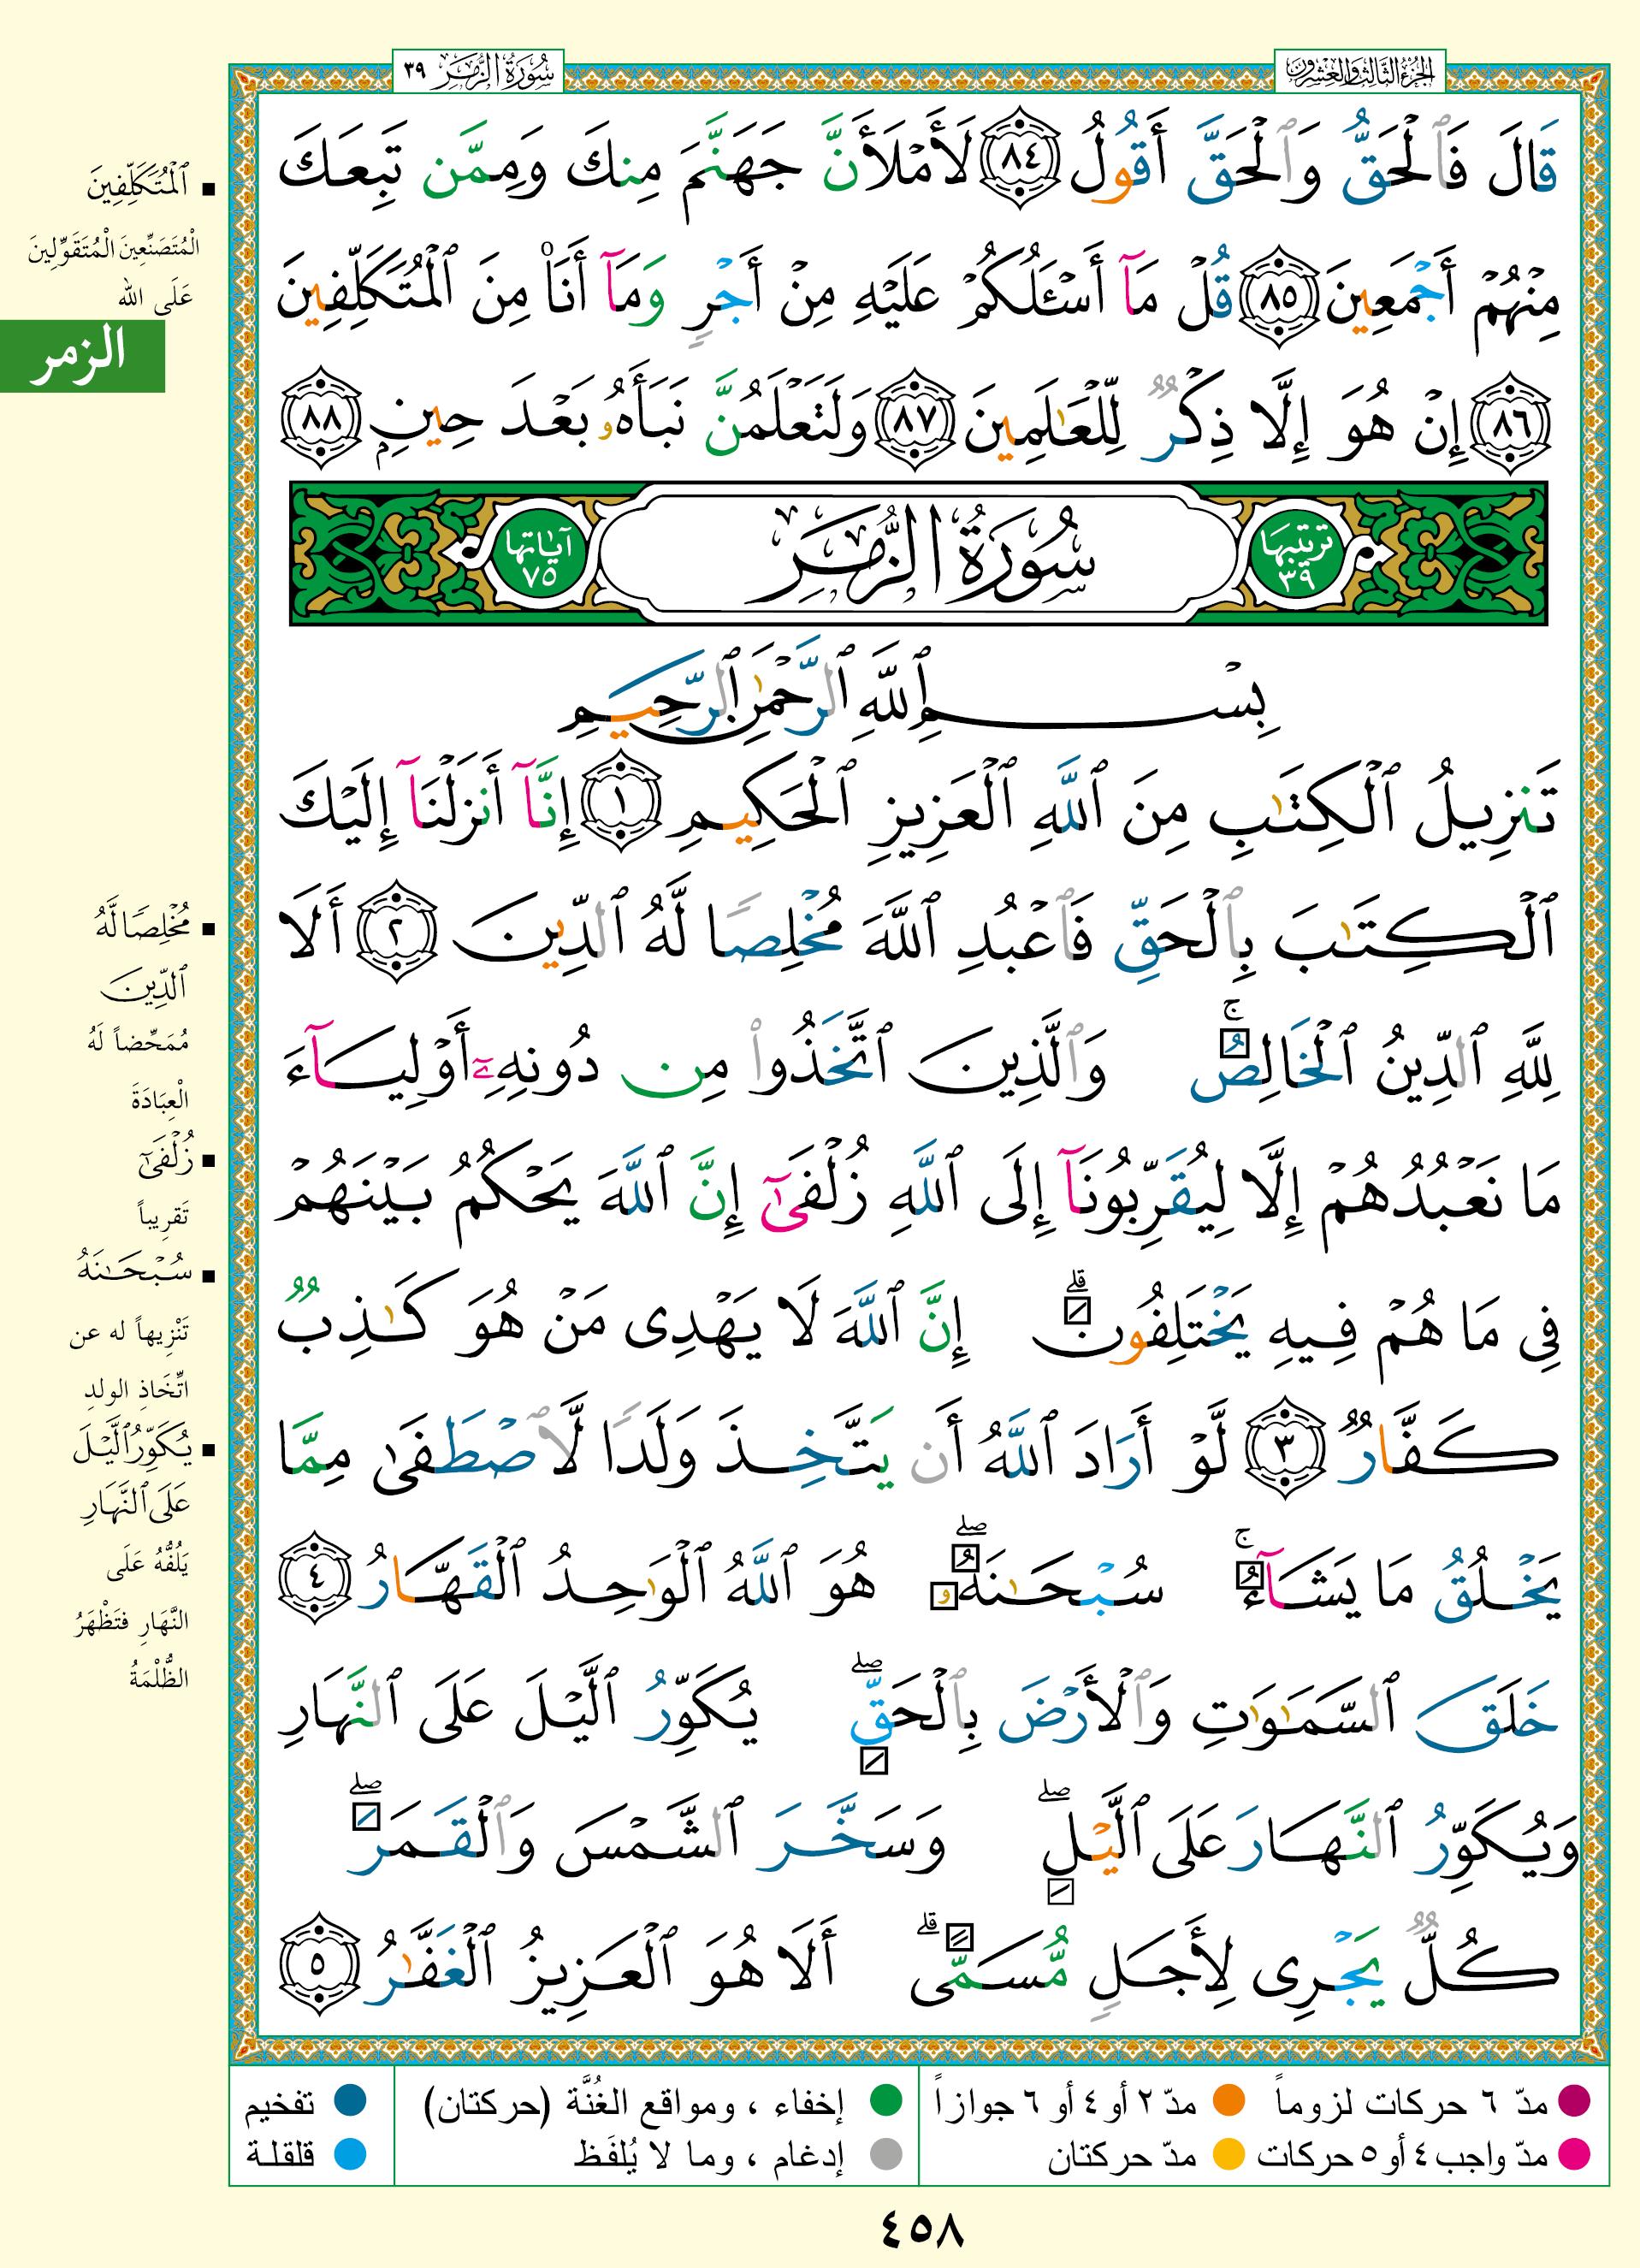 الجزء الثالث والعشرون
سُورَةُ الزُّمَر ٣٩
قَالَ فَٱلْحَقُّ وَٱلْحَقَّ أَقُولُ ٨٤ لَأَمْلَأَنَّ جَهَنَّمَ مِنكَ وَمِمَّن تَبِعَكَ
مِنْهُمْ أَجْمَعِينَ ٨٥ قُلْ مَآ أَسْـَٔلُكُمْ عَلَيْهِ مِنْ أَجْرٍ وَمَآ أَنَا۠ مِنَ ٱلْمُتَكَلِّفِينَ
٨٦ إِنْ هُوَ إِلَّا ذِكْرٌ لِّلْعَٰلَمِينَ ٨٧ وَلَتَعْلَمُنَّ نَبَأَهُۥ بَعْدَ حِينٍۭ ٨٨
ترتيبها ٣٩
سُورَةُ الزُّمَر
آياتها ٧٥
بِسْمِ ٱللَّهِ ٱلرَّحْمَٰنِ ٱلرَّحِيمِ
تَنزِيلُ ٱلْكِتَٰبِ مِنَ ٱللَّهِ ٱلْعَزِيزِ ٱلْحَكِيمِ ١ إِنَّآ أَنزَلْنَآ إِلَيْكَ
ٱلْكِتَٰبَ بِٱلْحَقِّ فَٱعْبُدِ ٱللَّهَ مُخْلِصًا لَّهُ ٱلدِّينَ ٢ أَلَا
لِلَّهِ ٱلدِّينُ ٱلْخَالِصُ ۚ وَٱلَّذِينَ ٱتَّخَذُوا۟ مِن دُونِهِۦٓ أَوْلِيَآءَ
مَا نَعْبُدُهُمْ إِلَّا لِيُقَرِّبُونَآ إِلَى ٱللَّهِ زُلْفَىٰٓ إِنَّ ٱللَّهَ يَحْكُمُ بَيْنَهُمْ
فِى مَا هُمْ فِيهِ يَخْتَلِفُونَ ۗ إِنَّ ٱللَّهَ لَا يَهْدِى مَنْ هُوَ كَٰذِبٌ
كَفَّارٌ ٣ لَّوْ أَرَادَ ٱللَّهُ أَن يَتَّخِذَ وَلَدًا لَّٱصْطَفَىٰ مِمَّا
يَخْلُقُ مَا يَشَآءُ ۚ سُبْحَٰنَهُۥ ۖ هُوَ ٱللَّهُ ٱلْوَٰحِدُ ٱلْقَهَّارُ ٤
خَلَقَ ٱلسَّمَٰوَٰتِ وَٱلْأَرْضَ بِٱلْحَقِّ ۖ يُكَوِّرُ ٱلَّيْلَ عَلَى ٱلنَّهَارِ
وَيُكَوِّرُ ٱلنَّهَارَ عَلَى ٱلَّيْلِ ۖ وَسَخَّرَ ٱلشَّمْسَ وَٱلْقَمَرَ ۖ
كُلٌّ يَجْرِى لِأَجَلٍ مُّسَمًّى ۗ أَلَا هُوَ ٱلْعَزِيزُ ٱلْغَفَّٰرُ ٥
▪ ٱلْمُتَكَلِّفِينَ
الْمُتَصَنِّعِينَ الْمُتَقَوِّلِينَ
عَلَى الله
الزمر
▪ مُخْلِصًا لَّهُ
ٱلدِّينَ
مُمَحِّضاً لَهُ
الْعِبَادَةَ
▪ زُلْفَىٰٓ
تَقرِيباً
▪ سُبْحَٰنَهُ
تَنْزِيهاً له عن
اتِّخَاذِ الولدِ
▪ يُكَوِّرُ ٱلَّيْلَ
عَلَى ٱلنَّهَارِ
يَلُفُّهُ عَلَى
النَّهَارِ فتَظْهَرُ
الظُّلْمَةُ
مدّ ٦ حركات لزوماً
مدّ ٢ أو ٤ أو ٦ جوازاً
إخفاء ، ومواقع الغُنَّة (حركتان)
تفخيم
مدّ واجب ٤ أو ٥ حركات
مدّ حركتان
إدغام ، وما لا يُلفَظ
قلقلة
٤٥٨